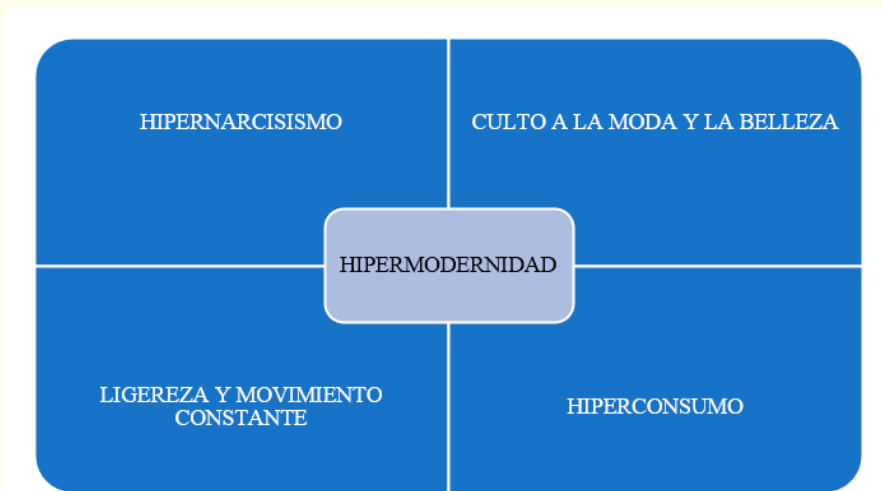 HIPERNARCISISMO
CULTO A LA MODA Y LA BELLEZA
HIPERMODERNIDAD
LIGEREZA Y MOVIMIENTO
CONSTANTE
HIPERCONSUMO